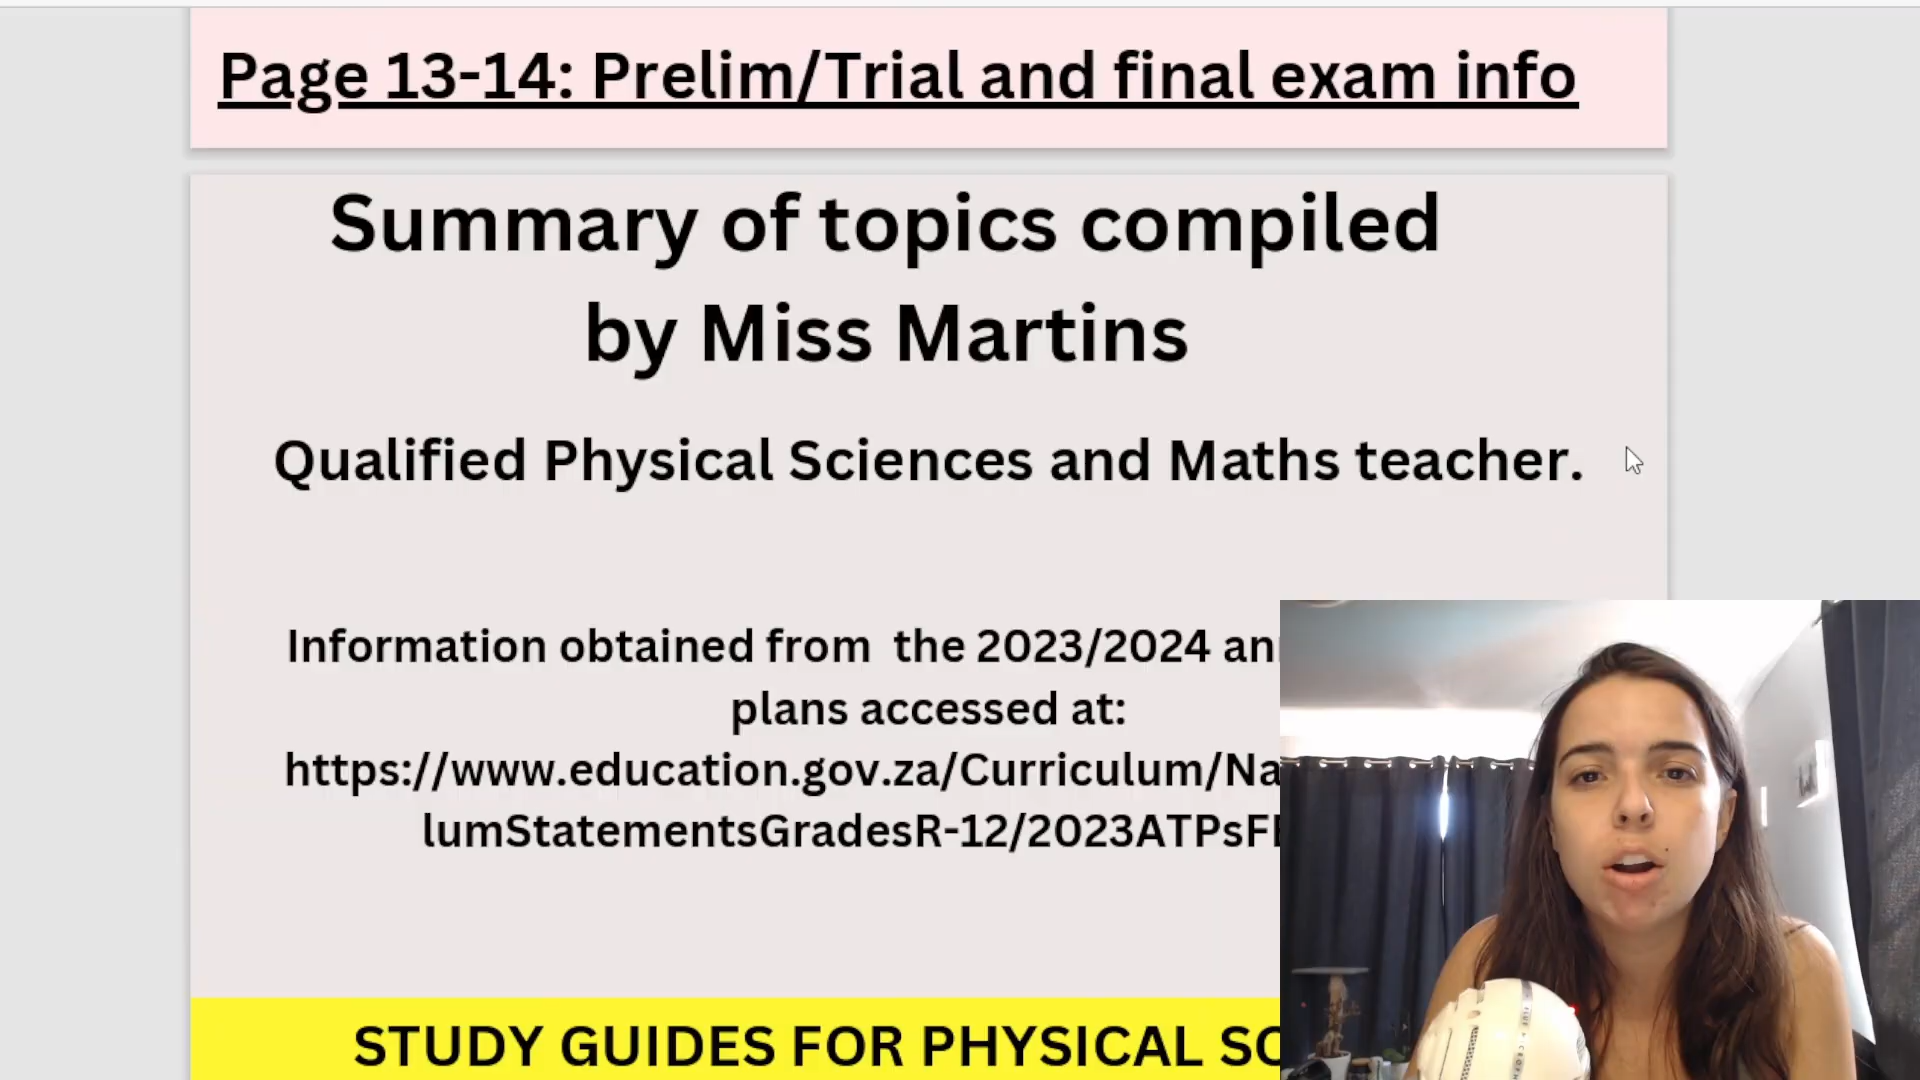 Page 13-14: Prelim/Trial and final exam info
Summary of topics compiled
by Miss Martins
Qualified Physical Sciences and Maths teacher.
Information obtained from the 2023/2024
plans accessed at:
https://www.education.gov.za/Curriculum/Na
lumStatementsGradesR-12/2023ATPsF
STUDY GUIDES FOR PHYSICAL